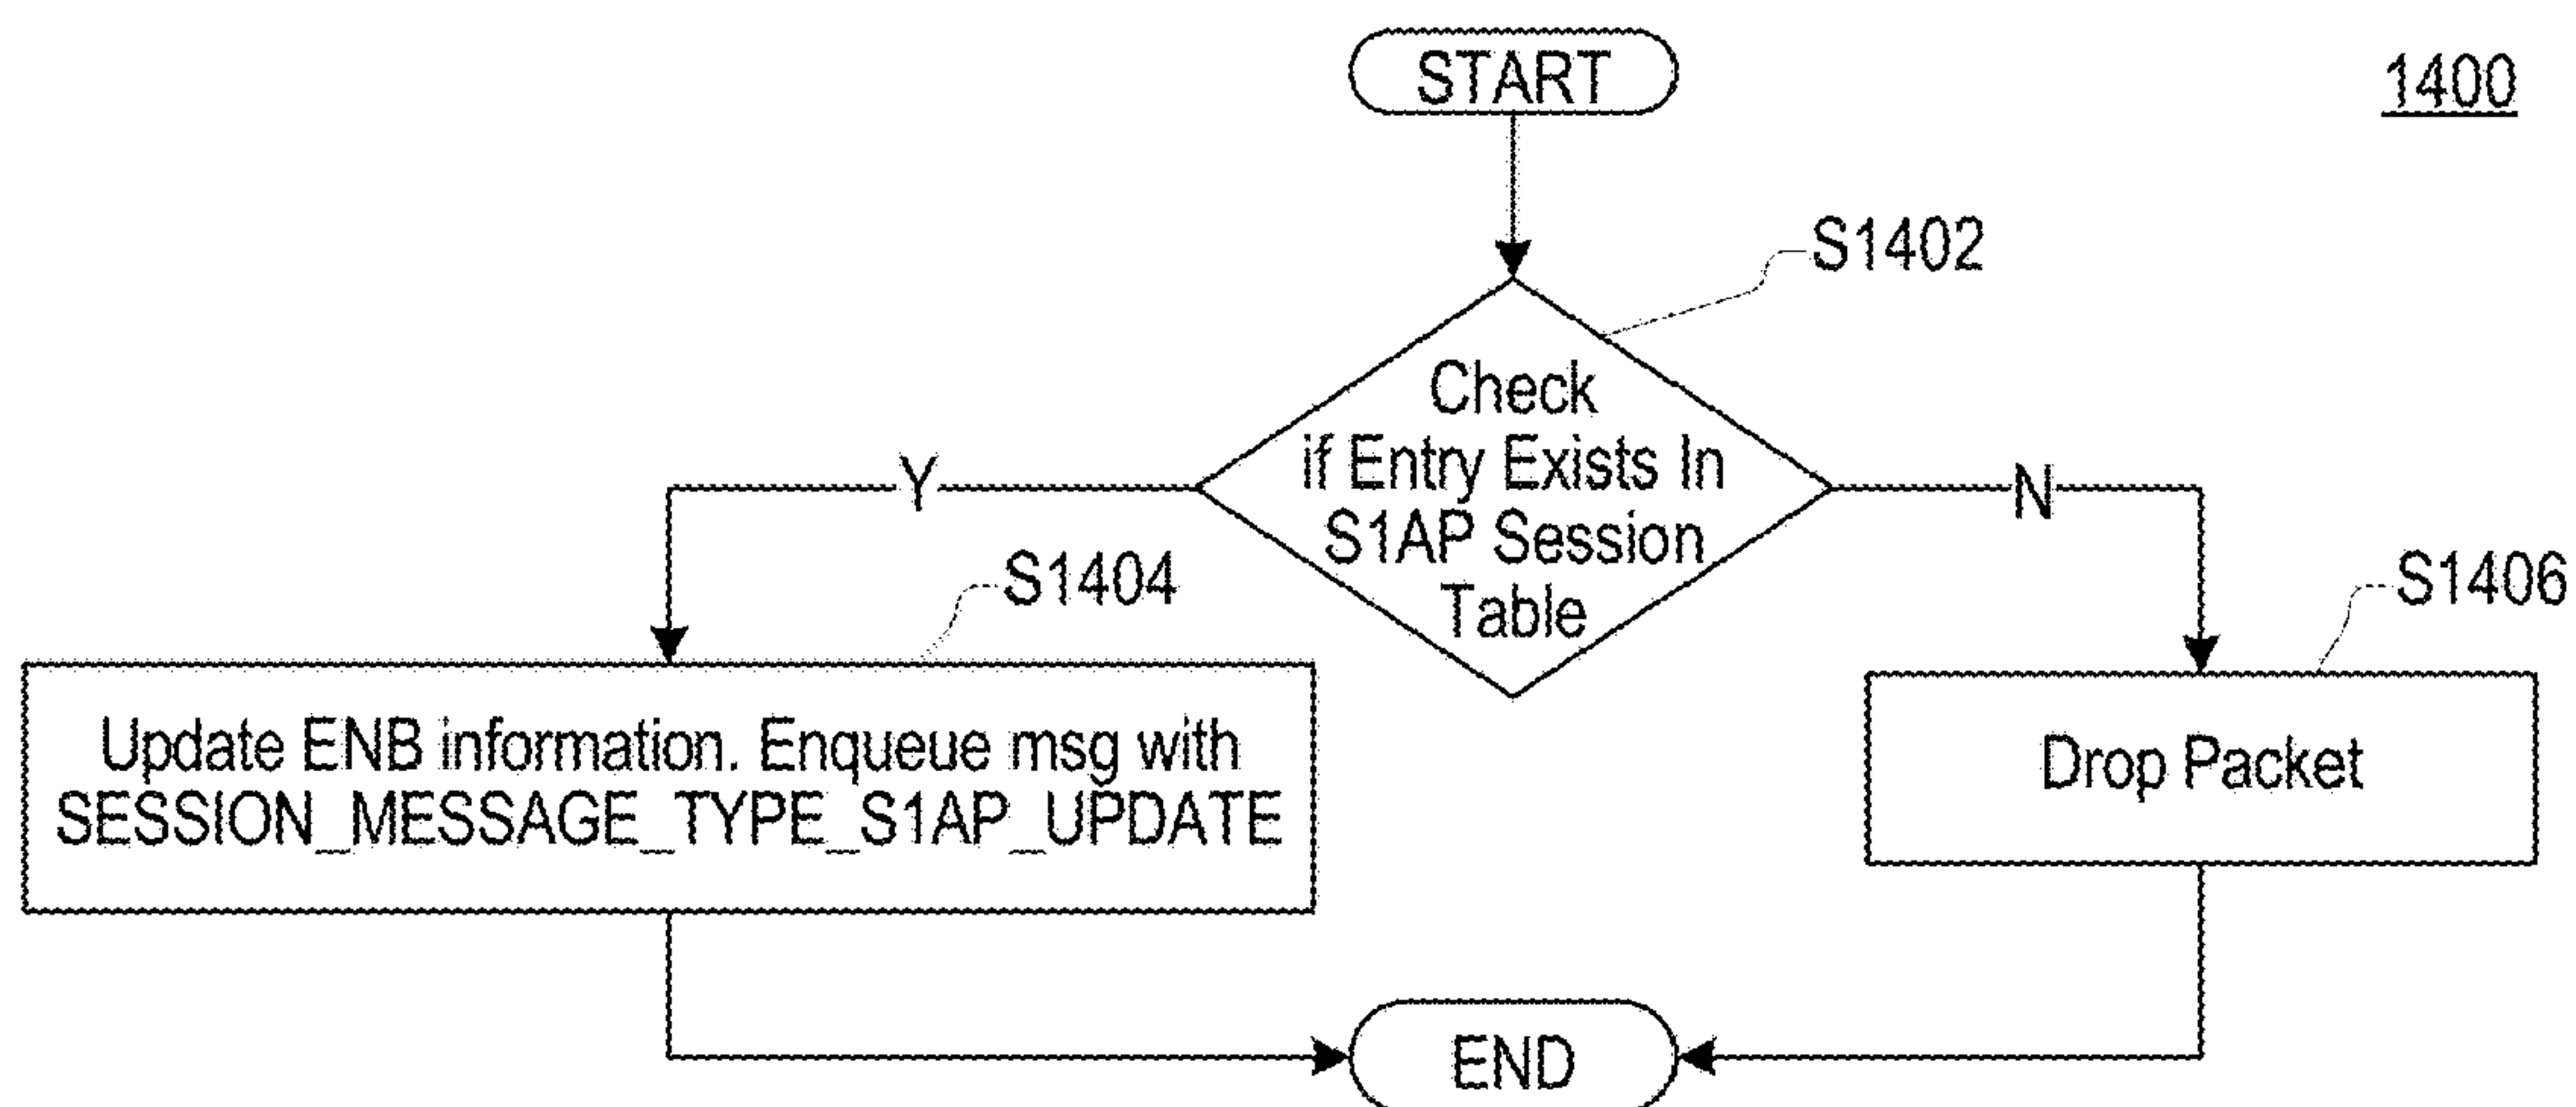 START
1400
S1402
Check
if Entry Exists In
S1AP Session
Table
Y
N
S1404
S1406
Update ENB information. Enqueue msg with
SESSION_MESSAGE_TYPE_S1AP_UPDATE
Drop Packet
END